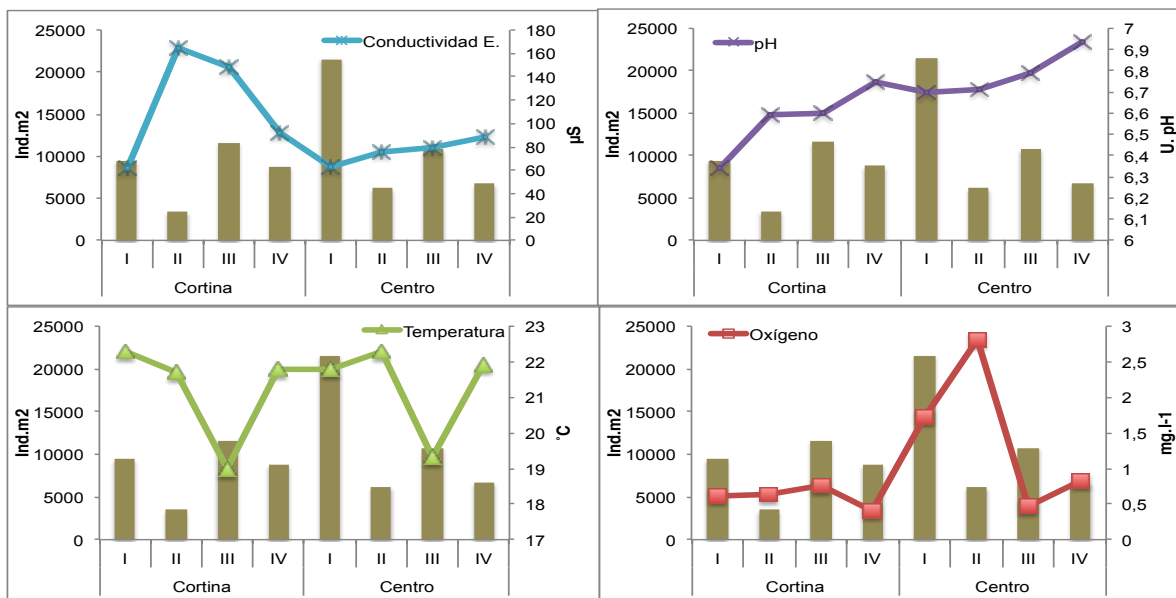 Conductividad E.
25000
20000
15000
10000
5000
0
Ind.m2
180
160
140
120
100
80
60
40
20
0
µS
I II III IV I II III IV
Cortina Centro
pH
25000
20000
15000
10000
5000
0
Ind.m2
7
6,9
6,8
6,7
6,6
6,5
6,4
6,3
6,2
6,1
6
U. pH
I II III IV I II III IV
Cortina Centro
Temperatura
25000
20000
15000
10000
5000
0
Ind.m2
23
22
21
20
19
18
17
˚C
I II III IV I II III IV
Cortina Centro
Oxígeno
25000
20000
15000
10000
5000
0
Ind.m2
3
2,5
2
1,5
1
0,5
0
mg.l-1
I II III IV I II III IV
Cortina Centro